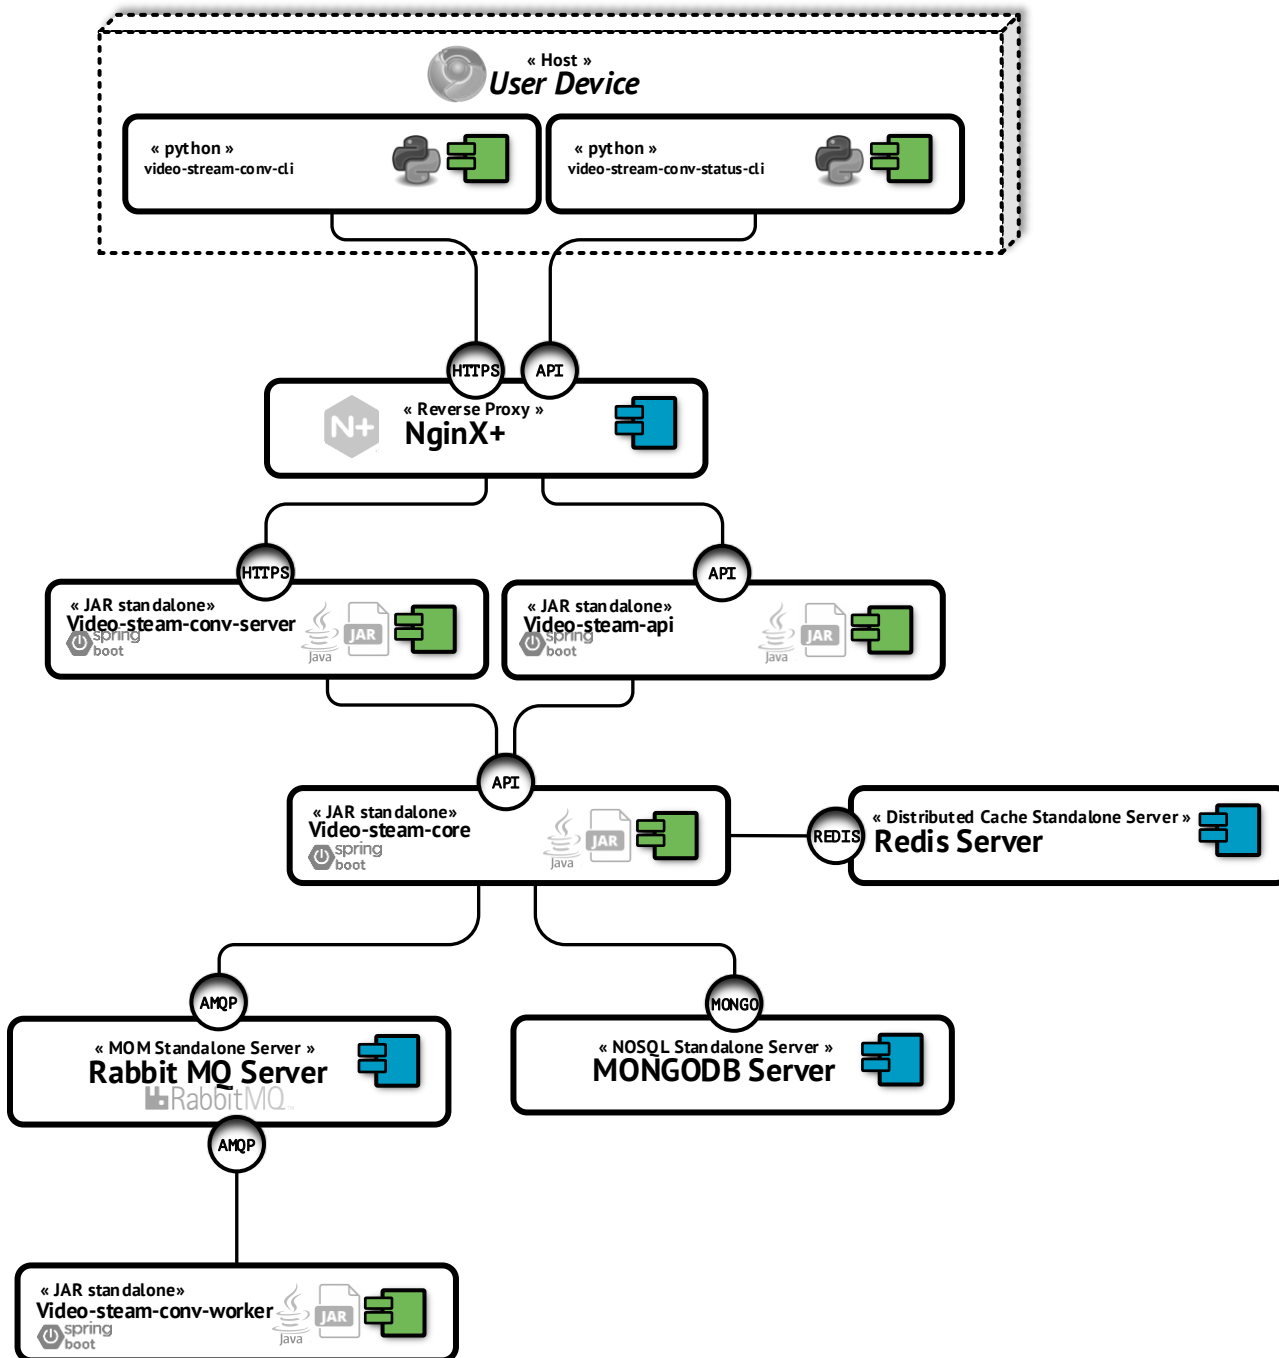 « Host »
User Device
« python »
video-stream-conv-cli
« python »
video-stream-conv-status-cli
HTTPS
API
« Reverse Proxy »
NginX+
N+
HTTPS
API
« JAR standalone»
Video-steam-conv-server
spring
boot
Java
JAR
« JAR standalone»
Video-steam-api
spring
boot
Java
JAR
API
« JAR standalone»
Video-steam-core
spring
boot
Java
JAR
REDIS
« Distributed Cache Standalone Server »
Redis Server
AMQP
MONGO
« MOM Standalone Server »
Rabbit MQ Server
RabbitMQ
« NOSQL Standalone Server »
MONGODB Server
AMQP
« JAR standalone»
Video-steam-conv-worker
spring
boot
Java
JAR